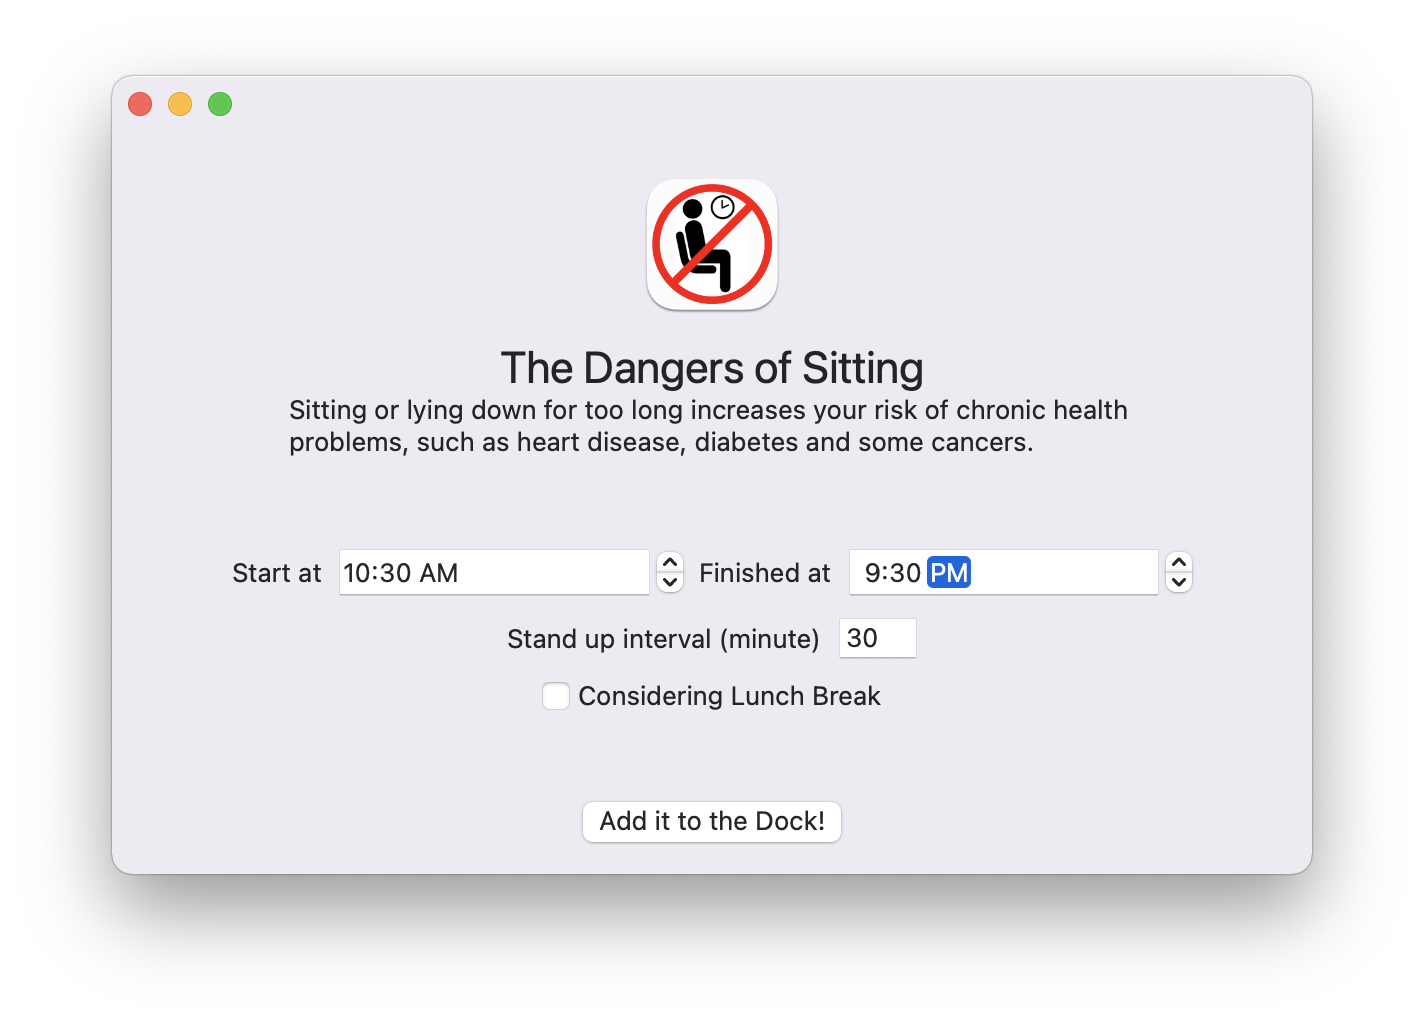 The Dangers of Sitting
Sitting or lying down for too long increases your risk of chronic health
problems, such as heart disease, diabetes and some cancers.
Start at 10:30 AM Finished at 9:30 PM
Stand up interval (minute) 30
Considering Lunch Break
Add it to the Dock!